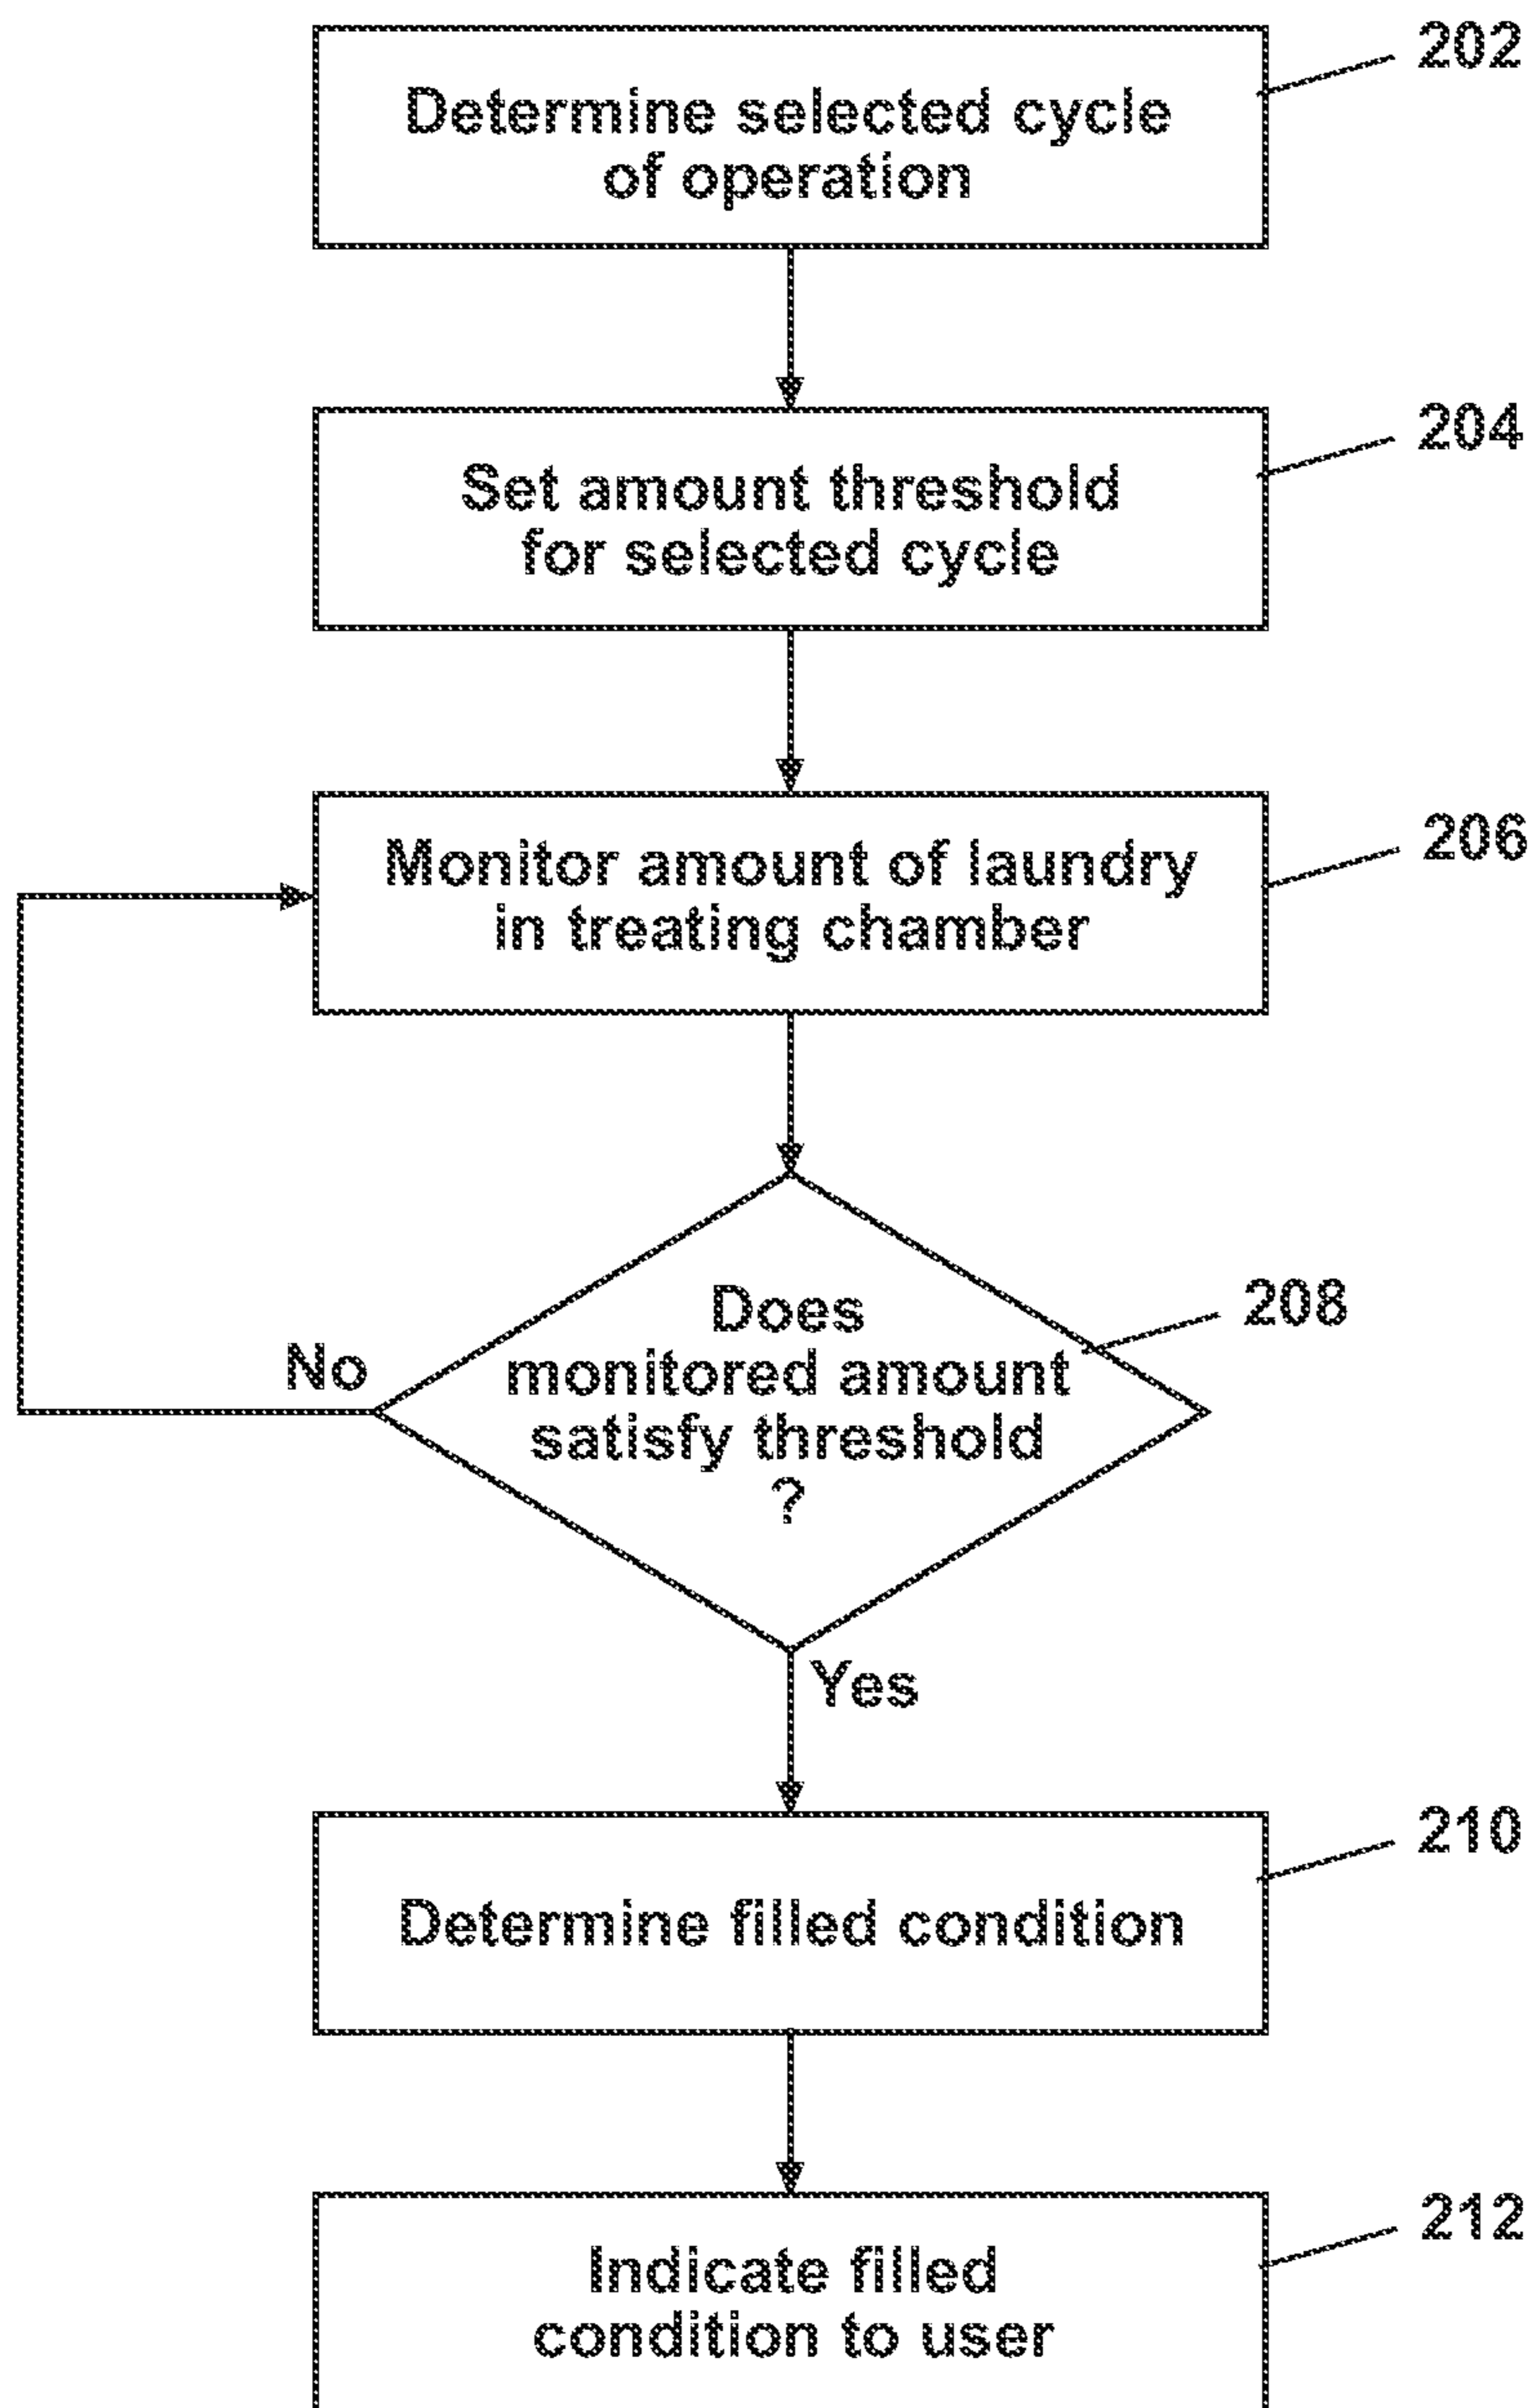 202
Determine selected cycle
of operation
204
Set amount threshold
for selected cycle
206
Monitor amount of laundry
in treating chamber
208
Does
monitored amount
satisfy threshold
?
No
Yes
210
Determine filled condition
212
Indicate filled
condition to user